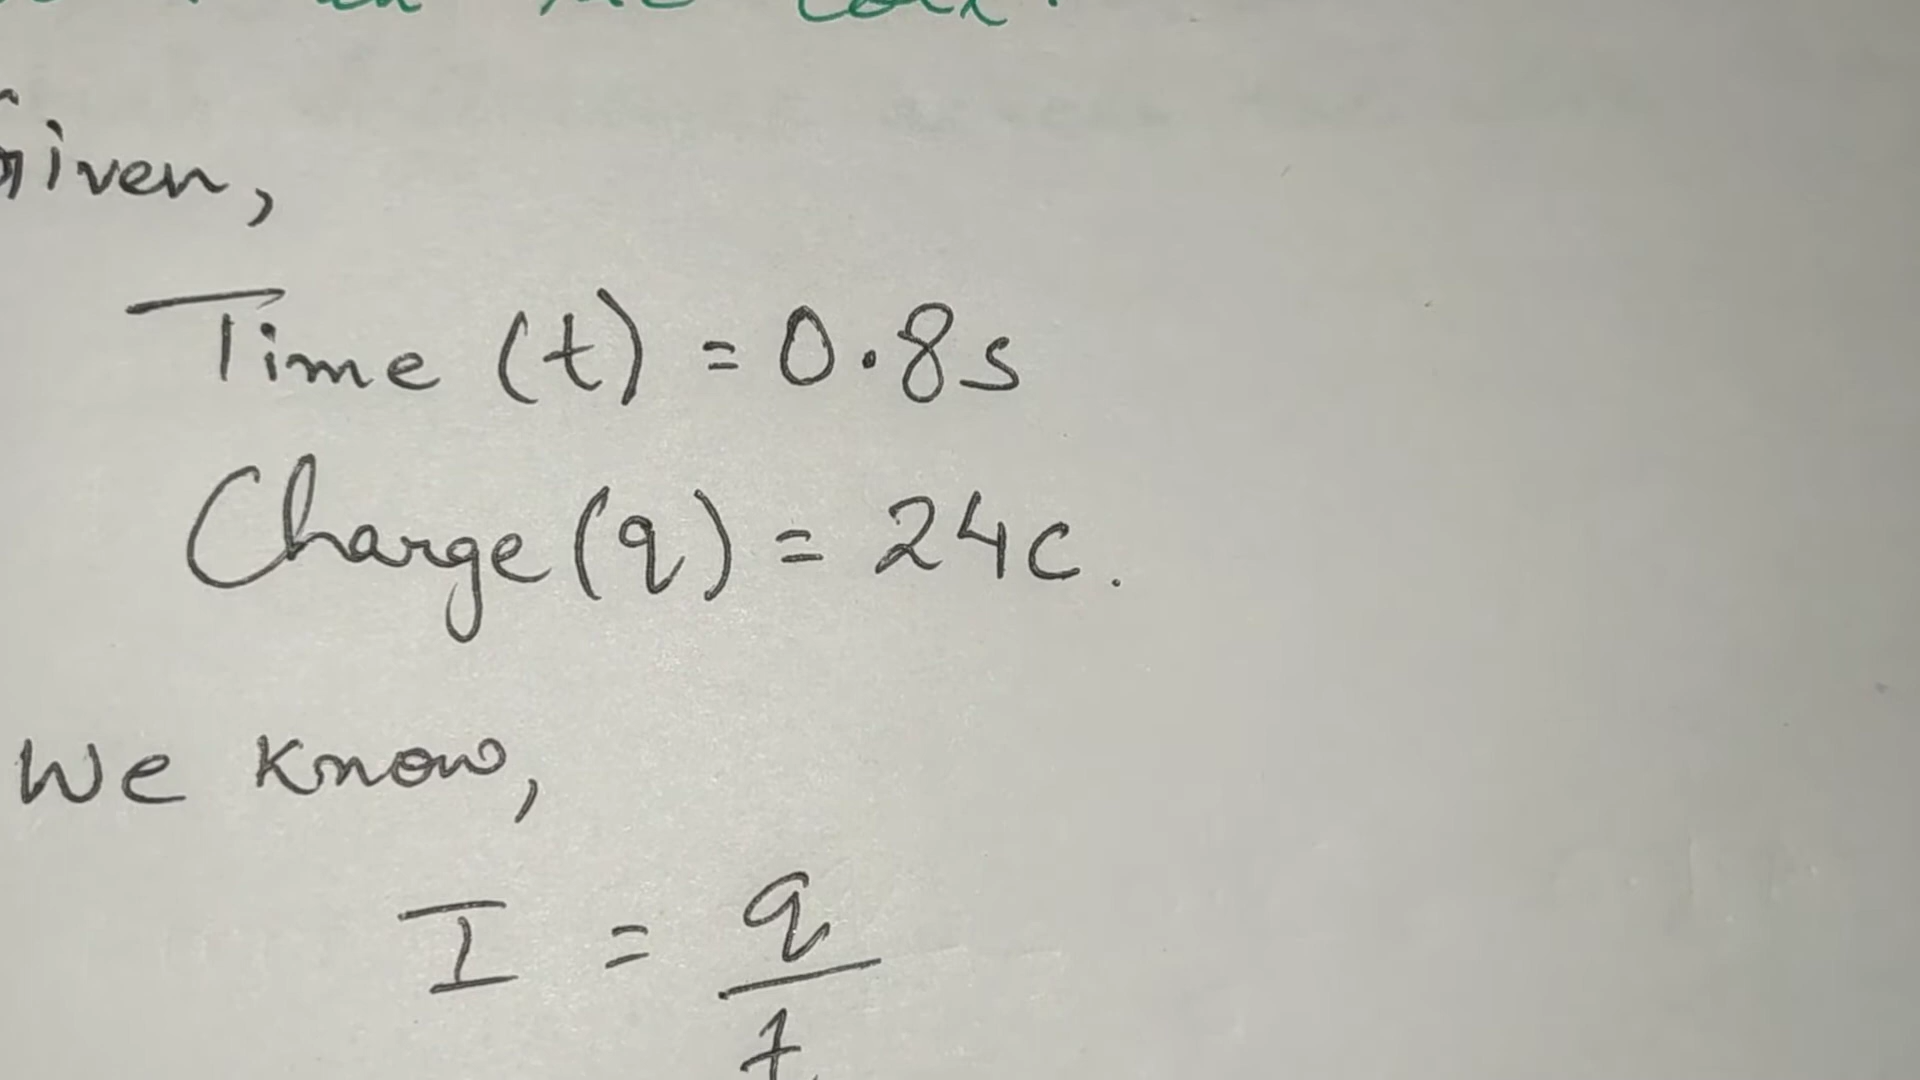 Given,
Time (t) = 0.8s
Charge (q) = 24c.
We know,
I = q
t